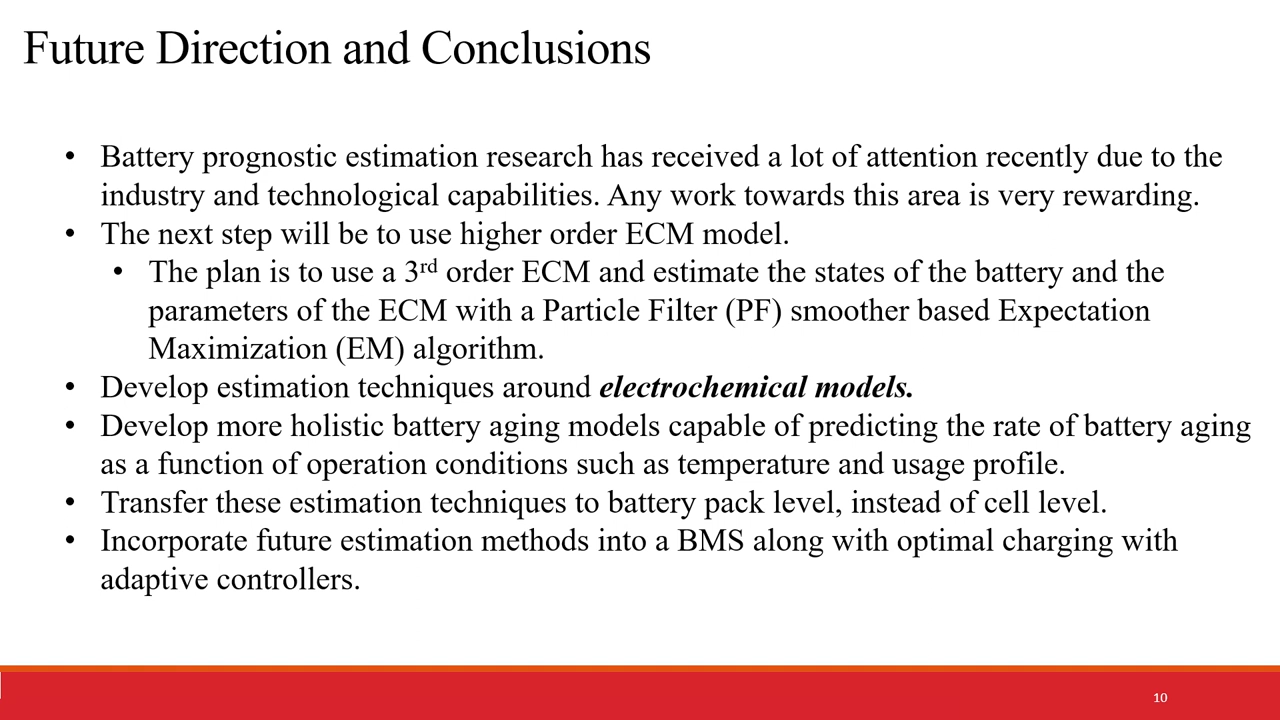 Future Direction and Conclusions
• Battery prognostic estimation research has received a lot of attention recently due to the
industry and technological capabilities. Any work towards this area is very rewarding.
• The next step will be to use higher order ECM model.
• The plan is to use a 3rd order ECM and estimate the states of the battery and the
parameters of the ECM with a Particle Filter (PF) smoother based Expectation
Maximization (EM) algorithm.
• Develop estimation techniques around electrochemical models.
• Develop more holistic battery aging models capable of predicting the rate of battery aging
as a function of operation conditions such as temperature and usage profile.
• Transfer these estimation techniques to battery pack level, instead of cell level.
• Incorporate future estimation methods into a BMS along with optimal charging with
adaptive controllers.
10